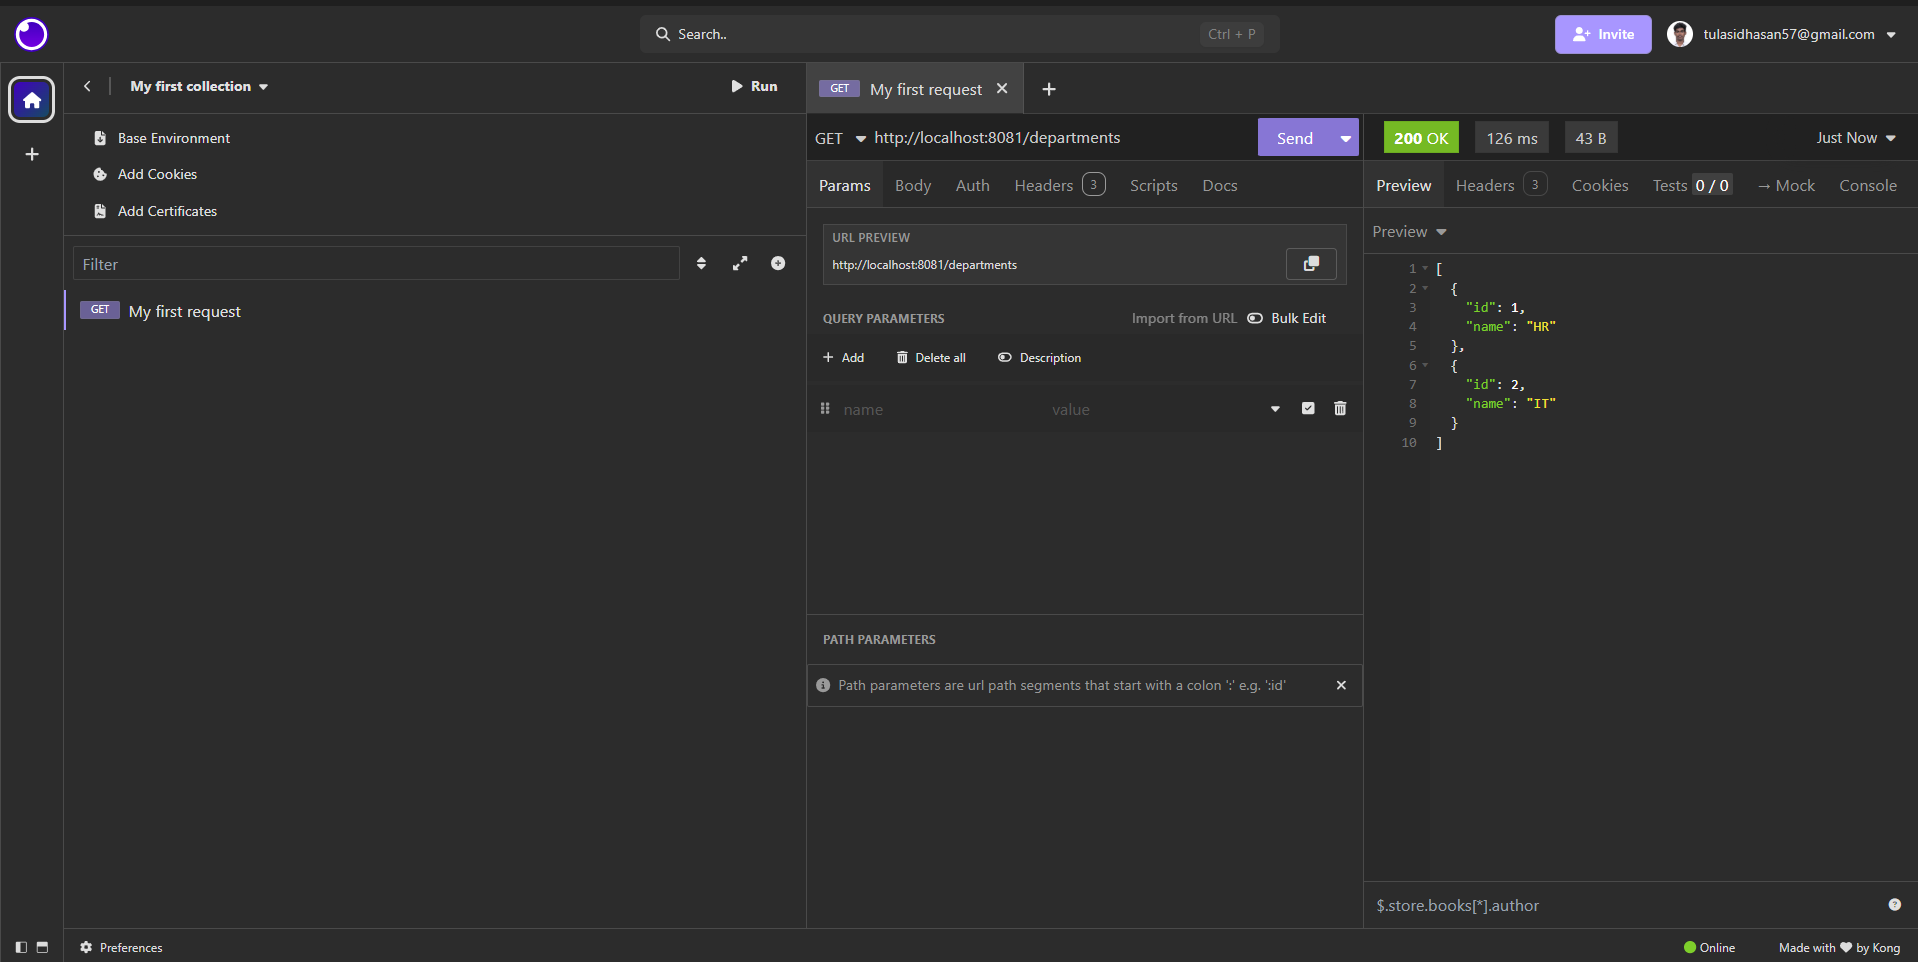 Search..
Ctrl + P
Invite
tulasidhasan57@gmail.com
My first collection
Run
Base Environment
Add Cookies
Add Certificates
Filter
GET My first request
GET My first request
GET http://localhost:8081/departments
Send
200 OK
126 ms
43 B
Just Now
Params Body Auth Headers 3 Scripts Docs
URL PREVIEW
http://localhost:8081/departments
QUERY PARAMETERS
Import from URL
Bulk Edit
+ Add
Delete all
Description
name value
PATH PARAMETERS
Path parameters are url path segments that start with a colon ':' e.g. ':id'
Preview Headers 3 Cookies Tests 0 / 0 → Mock Console
Preview
1 [
2 {
3 "id": 1,
4 "name": "HR"
5 },
6 {
7 "id": 2,
8 "name": "IT"
9 }
10 ]
$.store.books[*].author
Preferences
Online
Made with ♥ by Kong